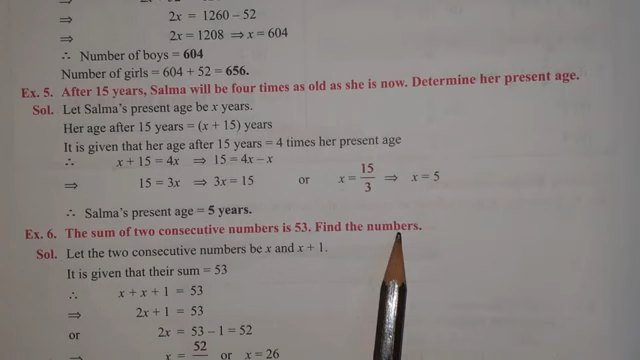 ⇒ 2x = 1260 – 52
⇒ 2x = 1208 ⇒ x = 604
∴ Number of boys = 604
Number of girls = 604 + 52 = 656.
Ex. 5. After 15 years, Salma will be four times as old as she is now. Determine her present age.
Sol. Let Salma's present age be x years.
Her age after 15 years = (x + 15) years
It is given that her age after 15 years = 4 times her present age
∴ x + 15 = 4x ⇒ 15 = 4x – x
⇒ 15 = 3x ⇒ 3x = 15 or x = 15/3 ⇒ x = 5
∴ Salma's present age = 5 years.
Ex. 6. The sum of two consecutive numbers is 53. Find the numbers.
Sol. Let the two consecutive numbers be x and x + 1.
It is given that their sum = 53
∴ x + x + 1 = 53
⇒ 2x + 1 = 53
or 2x = 53 – 1 = 52
⇒ x = 52 or x = 26